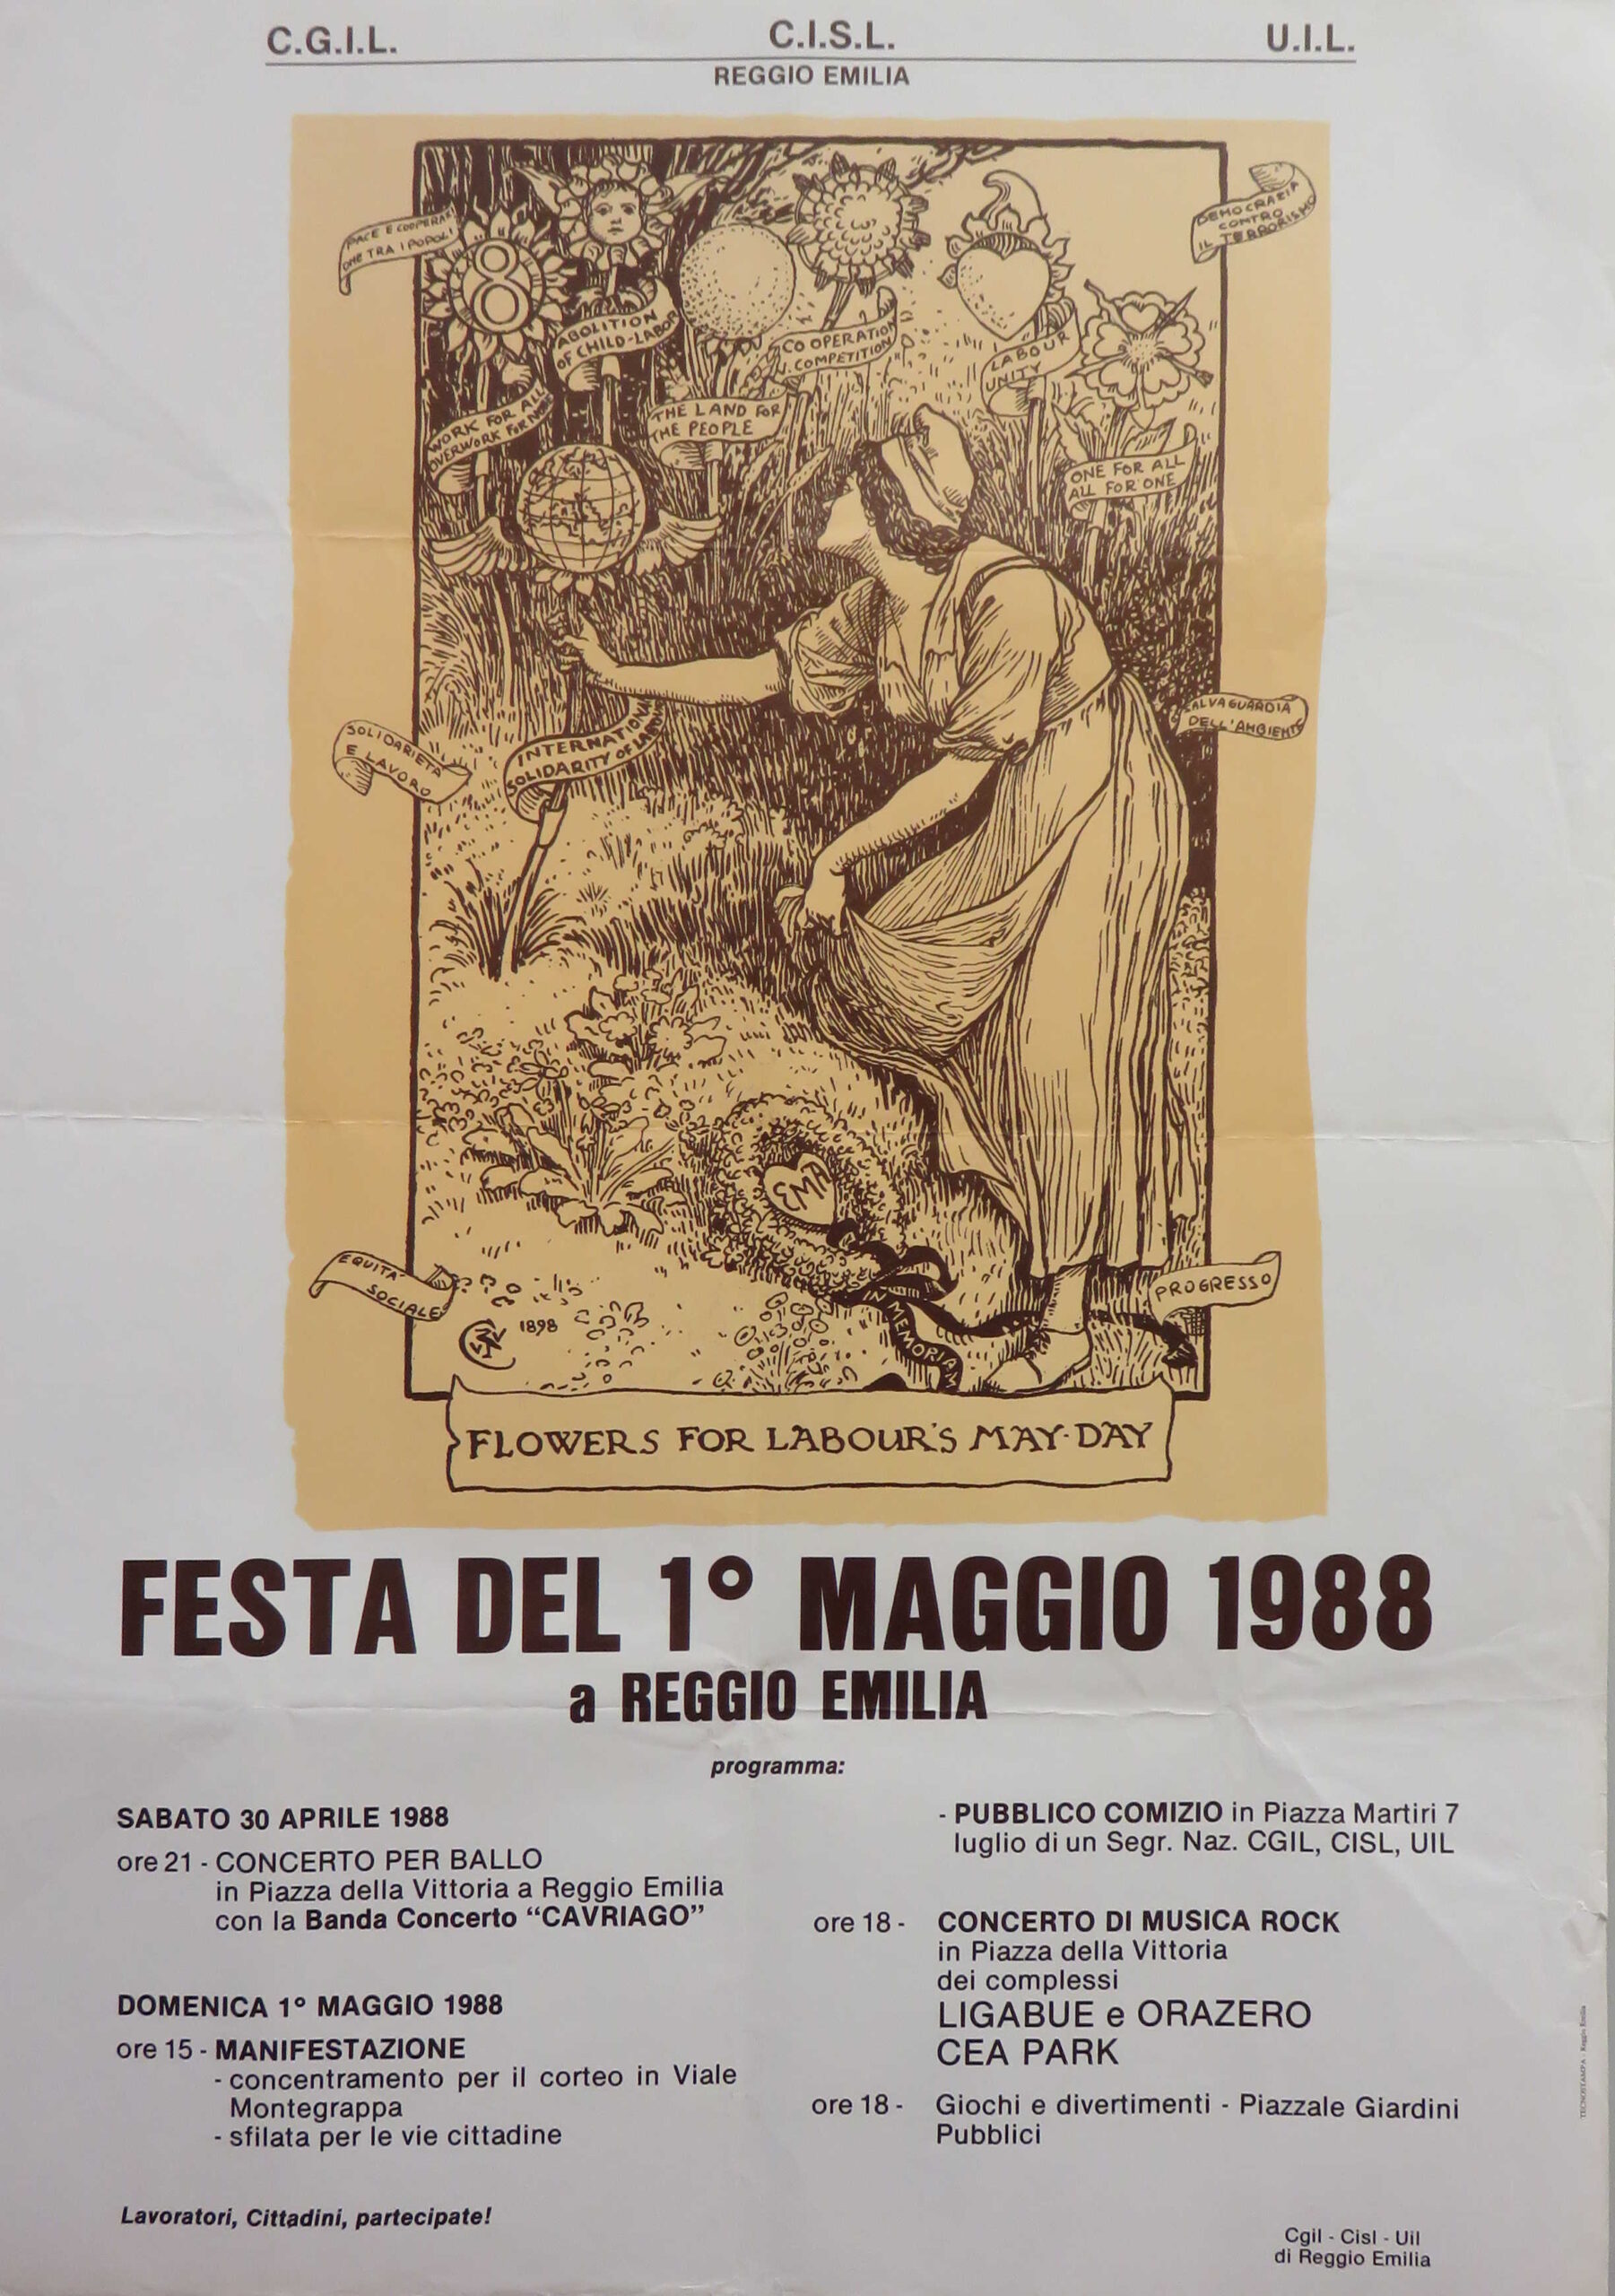 C.G.I.L. C.I.S.L. U.I.L.
REGGIO EMILIA
PACE E COOPERAZI
ONE TRA I POPOLI
DEMOCRAZIA
CONTRO
IL TERRORISMO
8
ABOLITION
OF CHILD-LABOR
CO OPERATION
COMPETITION
LABOUR
UNITY
WORK FOR ALL
OVERWORK FOR NONE
THE LAND FOR
THE PEOPLE
ONE FOR ALL
ALL FOR ONE
SOLIDARIETÀ
E LAVORO
INTERNATIONAL
SOLIDARITY OF LABOUR
SALVAGUARDIA
DELL'AMBIENTE
EMA
IN MEMORIAM
EQUITA'
SOCIALE
PROGRESSO
1898
FLOWERS FOR LABOUR'S MAY-DAY
FESTA DEL 1° MAGGIO 1988
a REGGIO EMILIA
programma:
SABATO 30 APRILE 1988
ore 21 - CONCERTO PER BALLO
in Piazza della Vittoria a Reggio Emilia
con la Banda Concerto “CAVRIAGO”
DOMENICA 1° MAGGIO 1988
ore 15 - MANIFESTAZIONE
- concentramento per il corteo in Viale
Montegrappa
- sfilata per le vie cittadine
- PUBBLICO COMIZIO in Piazza Martiri 7
luglio di un Segr. Naz. CGIL, CISL, UIL
ore 18 - CONCERTO DI MUSICA ROCK
in Piazza della Vittoria
dei complessi
LIGABUE e ORAZERO
CEA PARK
ore 18 - Giochi e divertimenti - Piazzale Giardini
Pubblici
Lavoratori, Cittadini, partecipate!
Cgil - Cisl - Uil
di Reggio Emilia
TECNOSTAMPA - Reggio Emilia